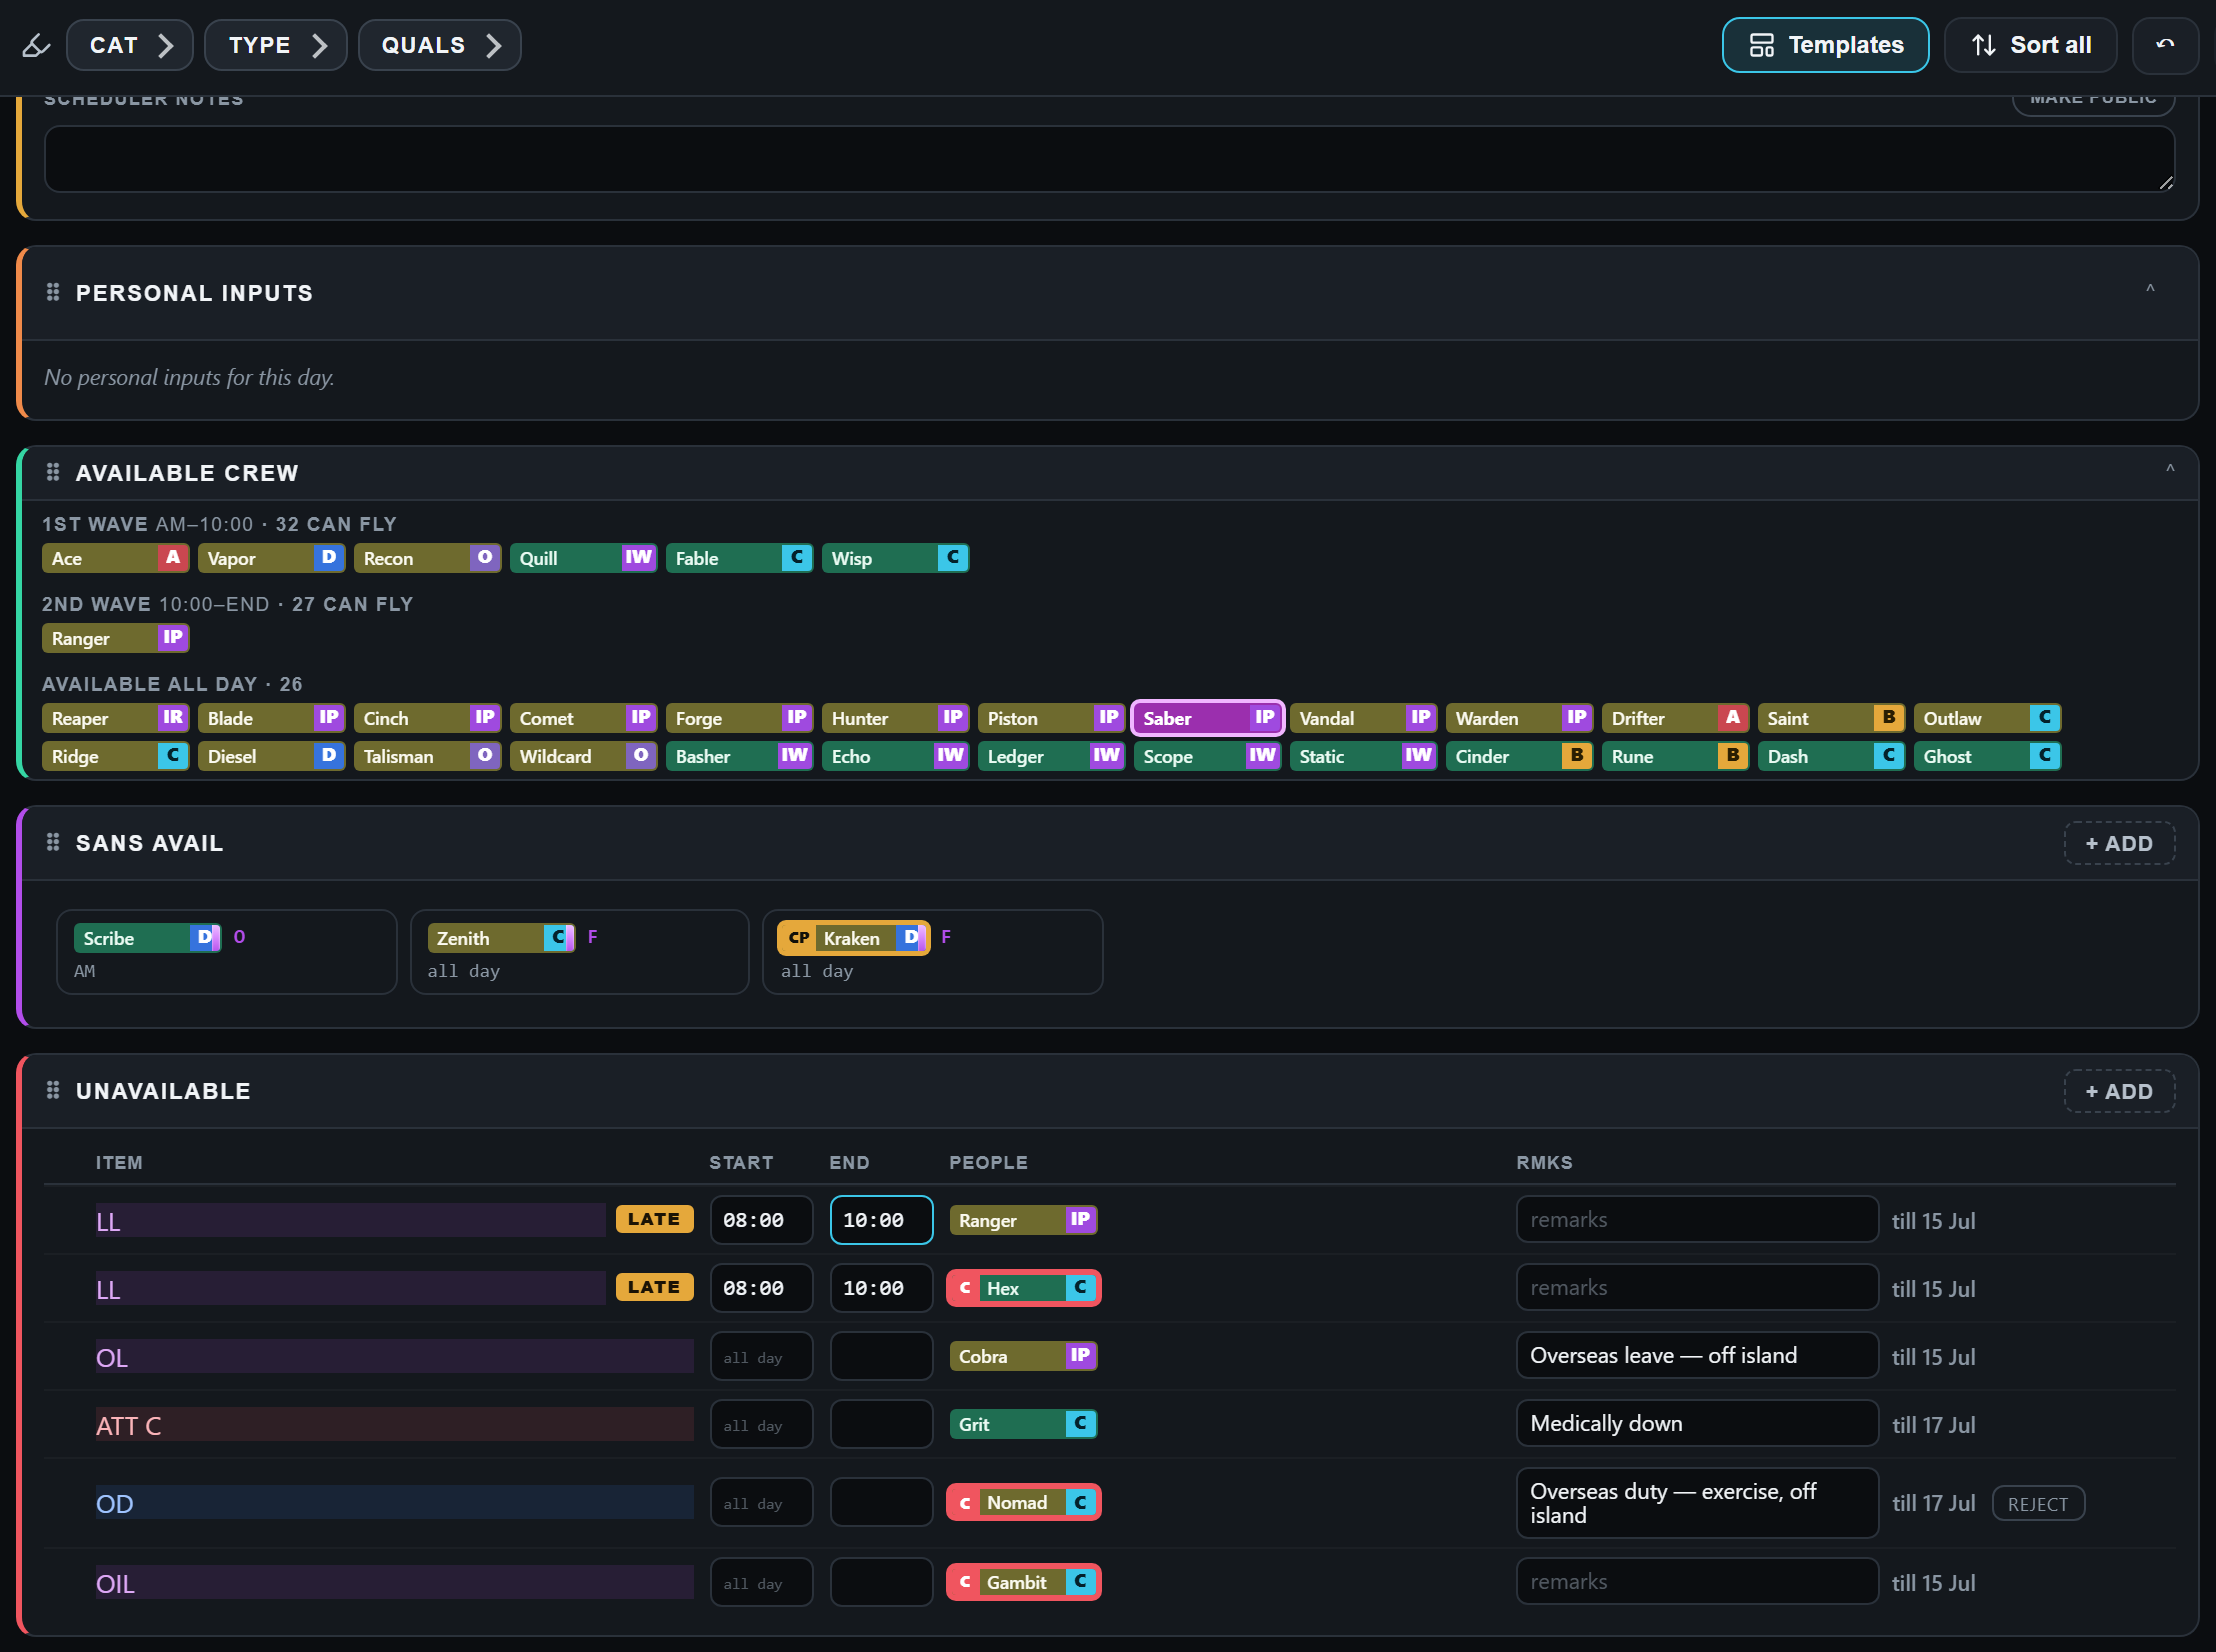 CAT TYPE QUALS Templates Sort all
SCHEDULER NOTES MAKE PUBLIC
PERSONAL INPUTS
No personal inputs for this day.
AVAILABLE CREW
1ST WAVE AM–10:00 · 32 CAN FLY
Ace A Vapor D Recon O Quill IW Fable C Wisp C
2ND WAVE 10:00–END · 27 CAN FLY
Ranger IP
AVAILABLE ALL DAY · 26
Reaper IR Blade IP Cinch IP Comet IP Forge IP Hunter IP Piston IP Saber IP Vandal IP Warden IP Drifter A Saint B Outlaw C
Ridge C Diesel D Talisman O Wildcard O Basher IW Echo IW Ledger IW Scope IW Static IW Cinder B Rune B Dash C Ghost C
SANS AVAIL + ADD
Scribe D O Zenith C F CP Kraken D F
AM all day all day
UNAVAILABLE + ADD
ITEM START END PEOPLE RMKS
LL LATE 08:00 10:00 Ranger IP remarks till 15 Jul
LL LATE 08:00 10:00 C Hex C remarks till 15 Jul
OL all day Cobra IP Overseas leave — off island till 15 Jul
ATT C all day Grit C Medically down till 17 Jul
OD all day C Nomad C Overseas duty — exercise, off island till 17 Jul REJECT
OIL all day C Gambit C remarks till 15 Jul